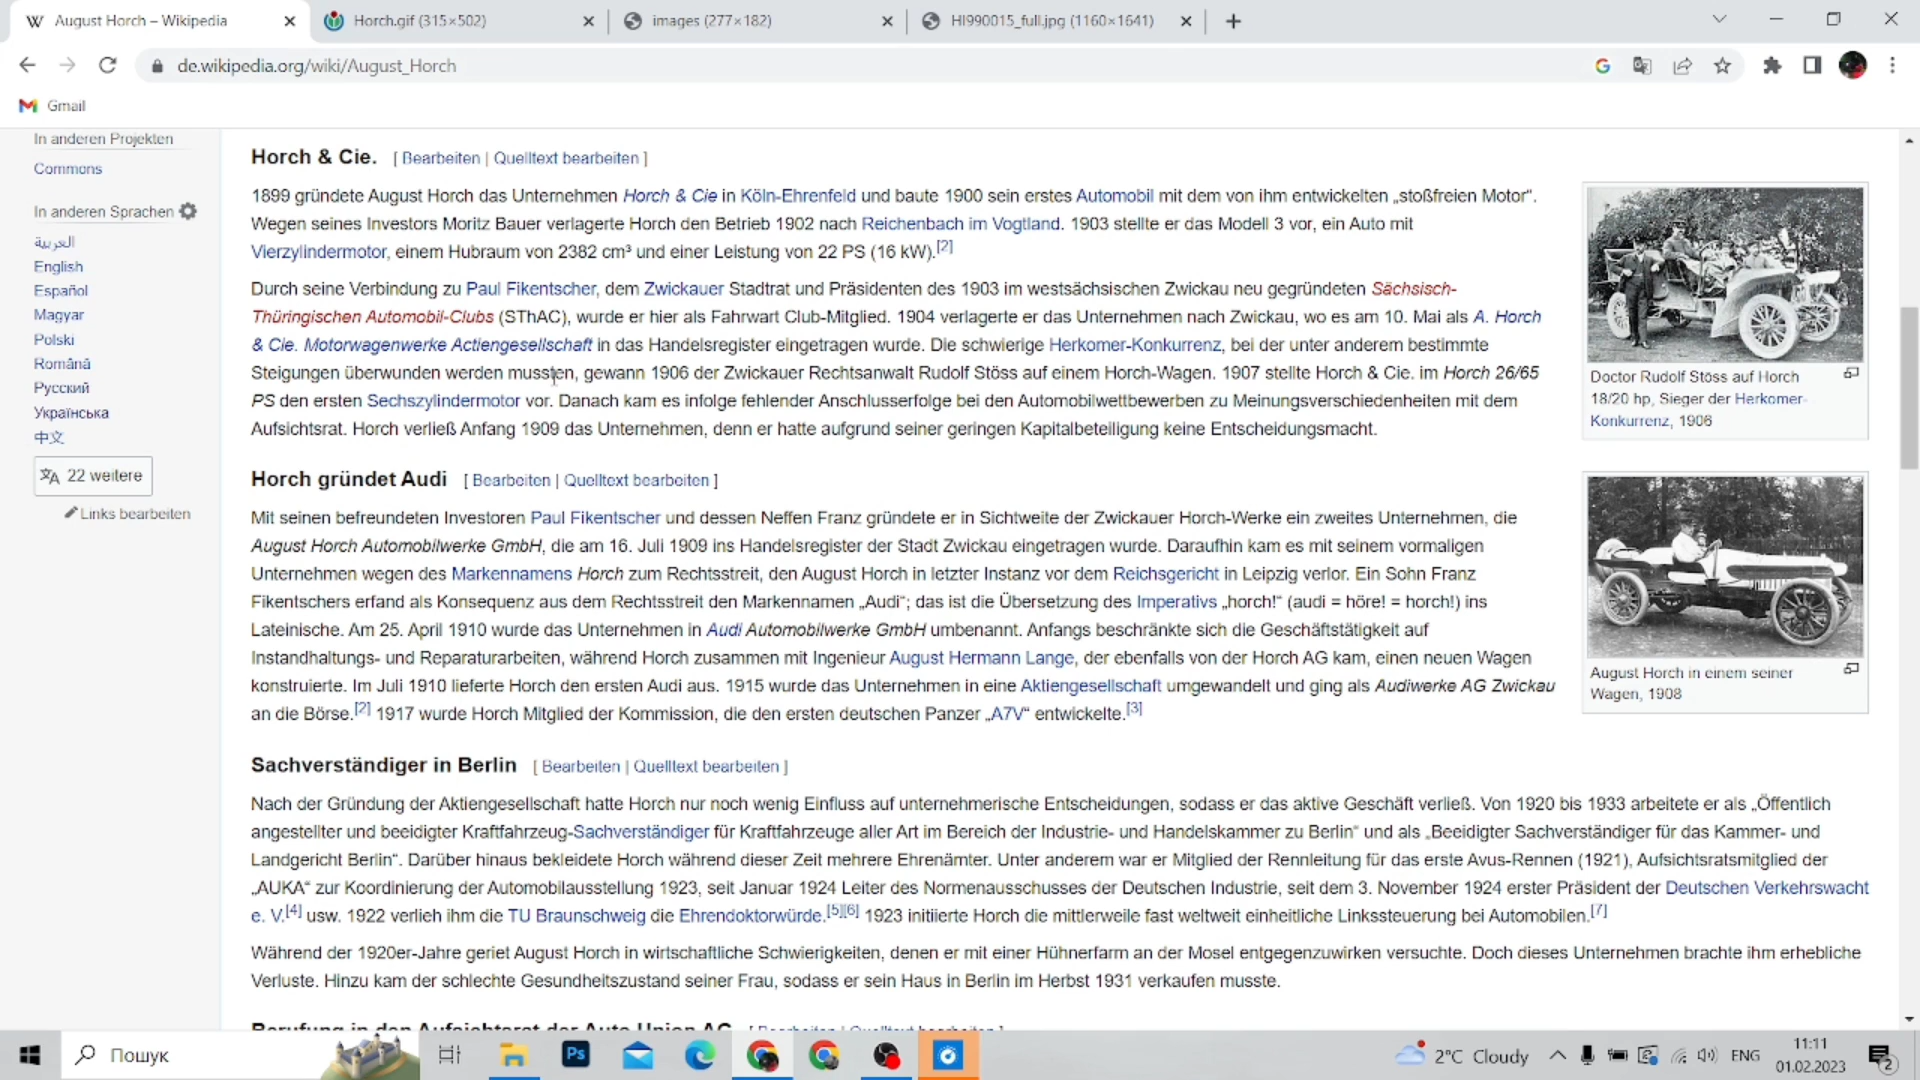 August Horch – Wikipedia
Horch.gif (315×502)
images (277×182)
HI990015_full.jpg (1160×1641)
de.wikipedia.org/wiki//August_Horch
Gmail
In anderen Projekten
Commons
In anderen Sprachen
العربية
English
Español
Magyar
Polski
Română
Русский
Українська
中文
22 weitere
Links bearbeiten
Horch & Cie. [ Bearbeiten | Quelltext bearbeiten ]
1899 gründete August Horch das Unternehmen Horch & Cie in Köln-Ehrenfeld und baute 1900 sein erstes Automobil mit dem von ihm entwickelten „stoßfreien Motor“.
Wegen seines Investors Moritz Bauer verlagerte Horch den Betrieb 1902 nach Reichenbach im Vogtland. 1903 stellte er das Modell 3 vor, ein Auto mit
Vierzylindermotor, einem Hubraum von 2382 cm³ und einer Leistung von 22 PS (16 kW).[2]
Durch seine Verbindung zu Paul Fikentscher, dem Zwickauer Stadtrat und Präsidenten des 1903 im westsächsischen Zwickau neu gegründeten Sächsisch-
Thüringischen Automobil-Clubs (SThAC), wurde er hier als Fahrwart Club-Mitglied. 1904 verlagerte er das Unternehmen nach Zwickau, wo es am 10. Mai als A. Horch
& Cie. Motorwagenwerke Actiengesellschaft in das Handelsregister eingetragen wurde. Die schwierige Herkomer-Konkurrenz, bei der unter anderem bestimmte
Steigungen überwunden werden mussten, gewann 1906 der Zwickauer Rechtsanwalt Rudolf Stöss auf einem Horch-Wagen. 1907 stellte Horch & Cie. im Horch 26/65
PS den ersten Sechszylindermotor vor. Danach kam es infolge fehlender Anschlusserfolge bei den Automobilwettbewerben zu Meinungsverschiedenheiten mit dem
Aufsichtsrat. Horch verließ Anfang 1909 das Unternehmen, denn er hatte aufgrund seiner geringen Kapitalbeteiligung keine Entscheidungsmacht.
Doctor Rudolf Stöss auf Horch
18/20 hp, Sieger der Herkomer-
Konkurrenz, 1906
Horch gründet Audi [ Bearbeiten | Quelltext bearbeiten ]
Mit seinen befreundeten Investoren Paul Fikentscher und dessen Neffen Franz gründete er in Sichtweite der Zwickauer Horch-Werke ein zweites Unternehmen, die
August Horch Automobilwerke GmbH, die am 16. Juli 1909 ins Handelsregister der Stadt Zwickau eingetragen wurde. Daraufhin kam es mit seinem vormaligen
Unternehmen wegen des Markennamens Horch zum Rechtsstreit, den August Horch in letzter Instanz vor dem Reichsgericht in Leipzig verlor. Ein Sohn Franz
Fikentschers erfand als Konsequenz aus dem Rechtsstreit den Markennamen „Audi“; das ist die Übersetzung des Imperativs „horch!“ (audi = höre! = horch!) ins
Lateinische. Am 25. April 1910 wurde das Unternehmen in Audi Automobilwerke GmbH umbenannt. Anfangs beschränkte sich die Geschäftstätigkeit auf
Instandhaltungs- und Reparaturarbeiten, während Horch zusammen mit Ingenieur August Hermann Lange, der ebenfalls von der Horch AG kam, einen neuen Wagen
konstruierte. Im Juli 1910 lieferte Horch den ersten Audi aus. 1915 wurde das Unternehmen in eine Aktiengesellschaft umgewandelt und ging als Audiwerke AG Zwickau
an die Börse.[2] 1917 wurde Horch Mitglied der Kommission, die den ersten deutschen Panzer „A7V“ entwickelte.[3]
August Horch in einem seiner
Wagen, 1908
Sachverständiger in Berlin [ Bearbeiten | Quelltext bearbeiten ]
Nach der Gründung der Aktiengesellschaft hatte Horch nur noch wenig Einfluss auf unternehmerische Entscheidungen, sodass er das aktive Geschäft verließ. Von 1920 bis 1933 arbeitete er als „Öffentlich
angestellter und beeidigter Kraftfahrzeug-Sachverständiger für Kraftfahrzeuge aller Art im Bereich der Industrie- und Handelskammer zu Berlin“ und als „Beeidigter Sachverständiger für das Kammer- und
Landgericht Berlin“. Darüber hinaus bekleidete Horch während dieser Zeit mehrere Ehrenämter. Unter anderem war er Mitglied der Rennleitung für das erste Avus-Rennen (1921), Aufsichtsratsmitglied der
„AUKA“ zur Koordinierung der Automobilausstellung 1923, seit Januar 1924 Leiter des Normenausschusses der Deutschen Industrie, seit dem 3. November 1924 erster Präsident der Deutschen Verkehrswacht
e. V.[4] usw. 1922 verlieh ihm die TU Braunschweig die Ehrendoktorwürde.[5][6] 1923 initiierte Horch die mittlerweile fast weltweit einheitliche Linkssteuerung bei Automobilen.[7]
Während der 1920er-Jahre geriet August Horch in wirtschaftliche Schwierigkeiten, denen er mit einer Hühnerfarm an der Mosel entgegenzuwirken versuchte. Doch dieses Unternehmen brachte ihm erhebliche
Verluste. Hinzu kam der schlechte Gesundheitszustand seiner Frau, sodass er sein Haus in Berlin im Herbst 1931 verkaufen musste.
Berufung in den Aufsichtsrat der Auto Union AG [ Bearbeiten | Quelltext bearbeiten ]
Пошук
Ps
2°C Cloudy
ENG
11:11
01.02.2023
2